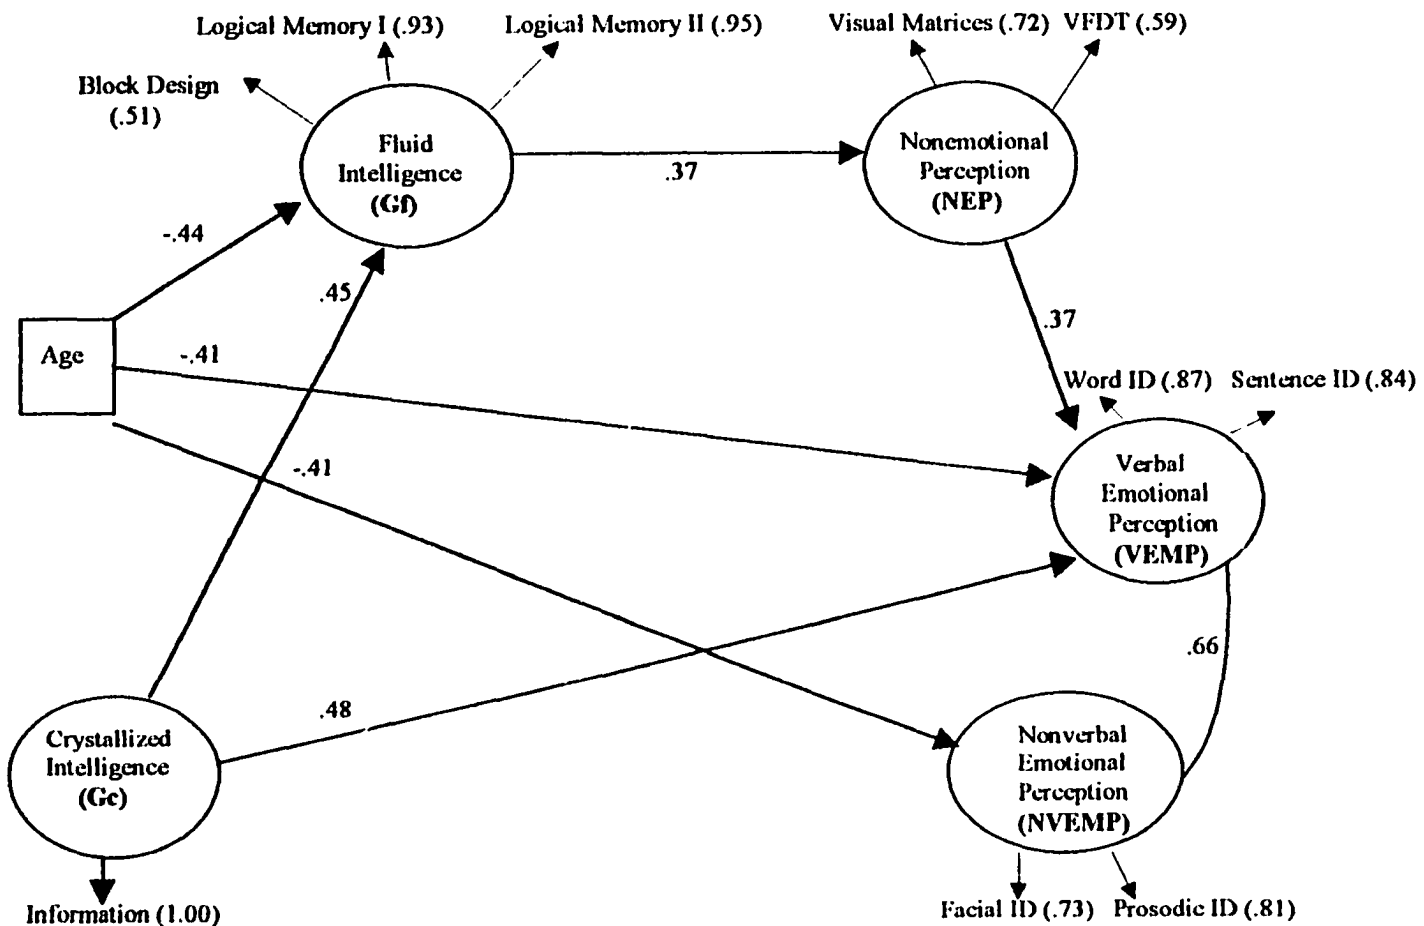 Logical Memory I (.93)
Logical Memory II (.95)
Visual Matrices (.72)
VFDT (.59)
Block Design
(.51)
Fluid
Intelligence
(Gf)
.37
Nonemotional
Perception
(NEP)
-.44
.45
Age
-.41
.37
Word ID (.87)
Sentence ID (.84)
-.41
Verbal
Emotional
Perception
(VEMP)
.66
.48
Crystallized
Intelligence
(Gc)
Nonverbal
Emotional
Perception
(NVEMP)
Information (1.00)
Facial ID (.73)
Prosodic ID (.81)